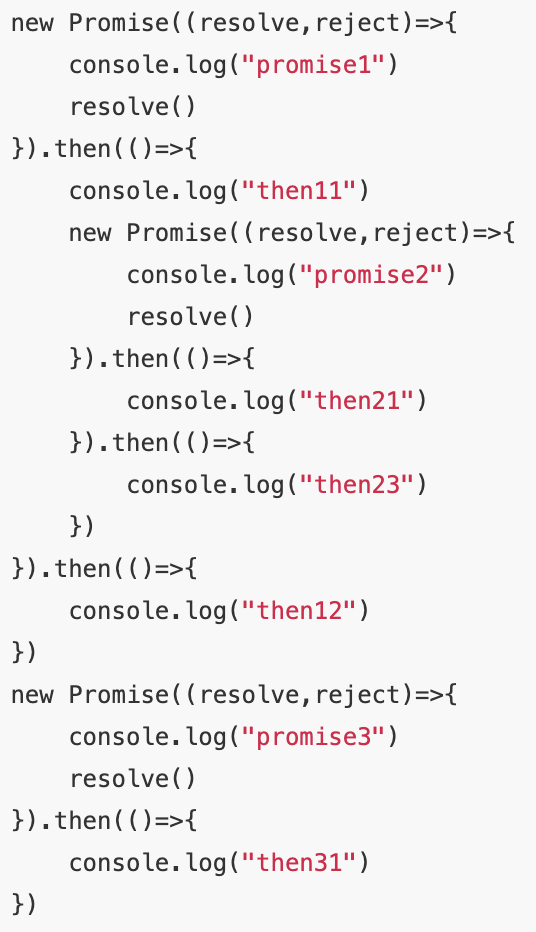 new Promise((resolve,reject)=>{
    console.log("promise1")
    resolve()
}).then(()=>{
    console.log("then11")
    new Promise((resolve,reject)=>{
        console.log("promise2")
        resolve()
    }).then(()=>{
        console.log("then21")
    }).then(()=>{
        console.log("then23")
    })
}).then(()=>{
    console.log("then12")
})
new Promise((resolve,reject)=>{
    console.log("promise3")
    resolve()
}).then(()=>{
    console.log("then31")
})